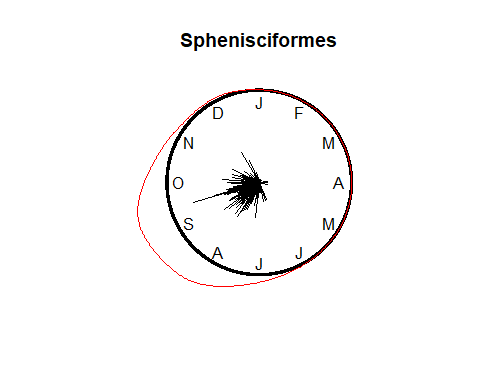 Sphenisciformes
J
D F
N M
O A
S M
A J
J